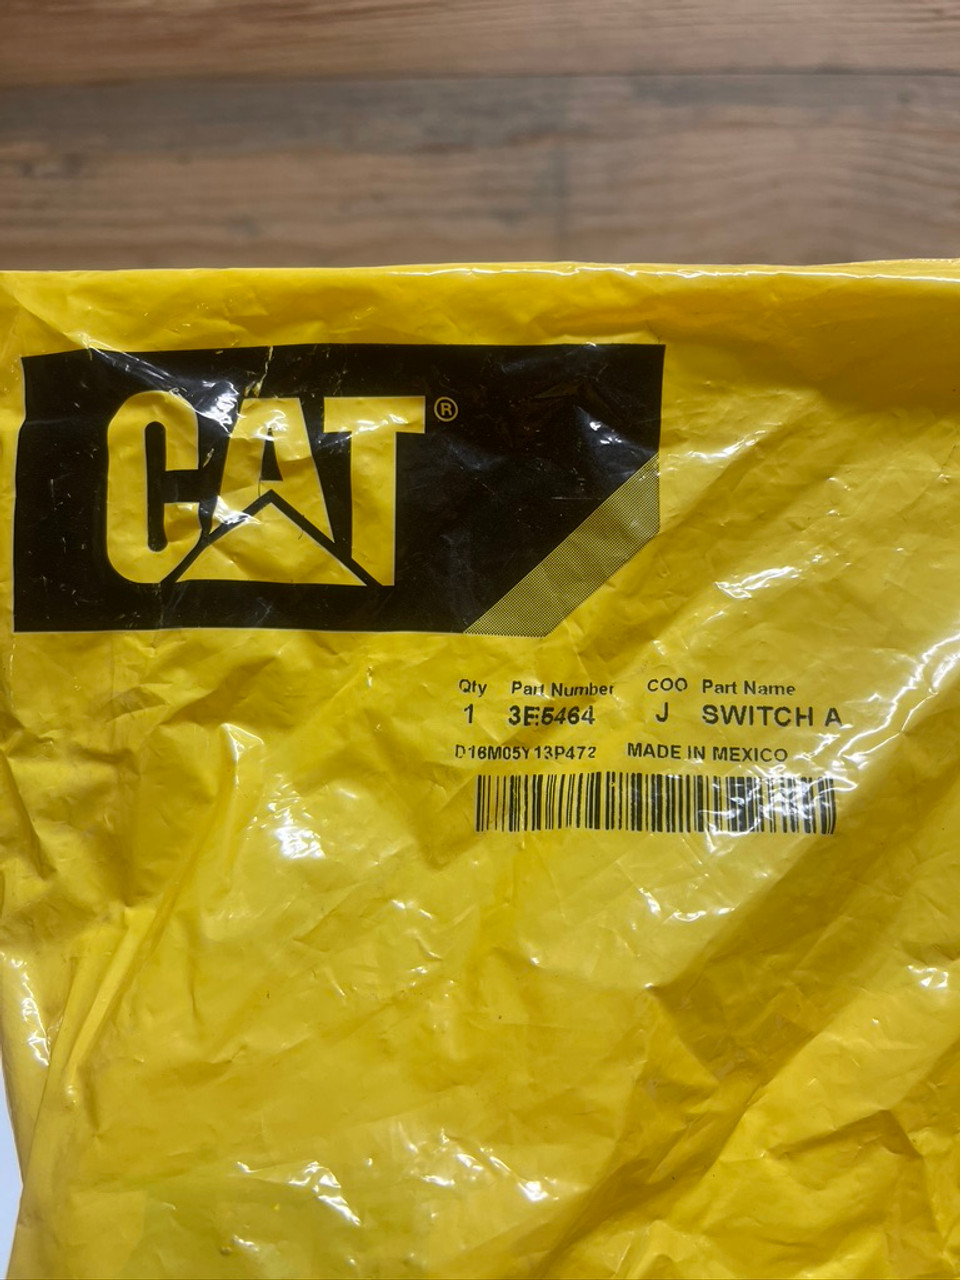 CAT®
Qty Part Number COO Part Name
1 3E5464 J SWITCH A
D16M05Y13P472 MADE IN MEXICO